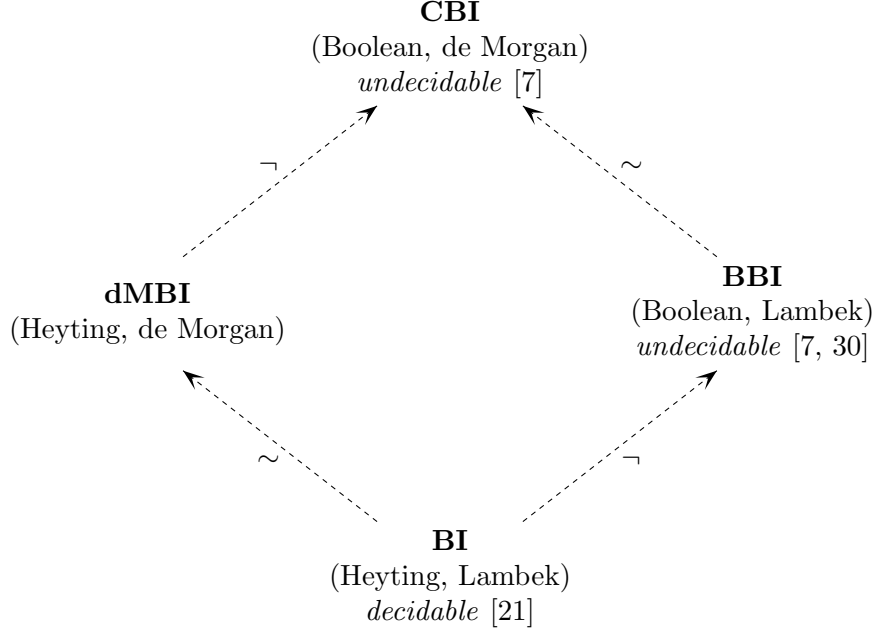 CBI
(Boolean, de Morgan)
undecidable [7]
¬
∼
dMBI
(Heyting, de Morgan)
BBI
(Boolean, Lambek)
undecidable [7, 30]
∼
¬
BI
(Heyting, Lambek)
decidable [21]